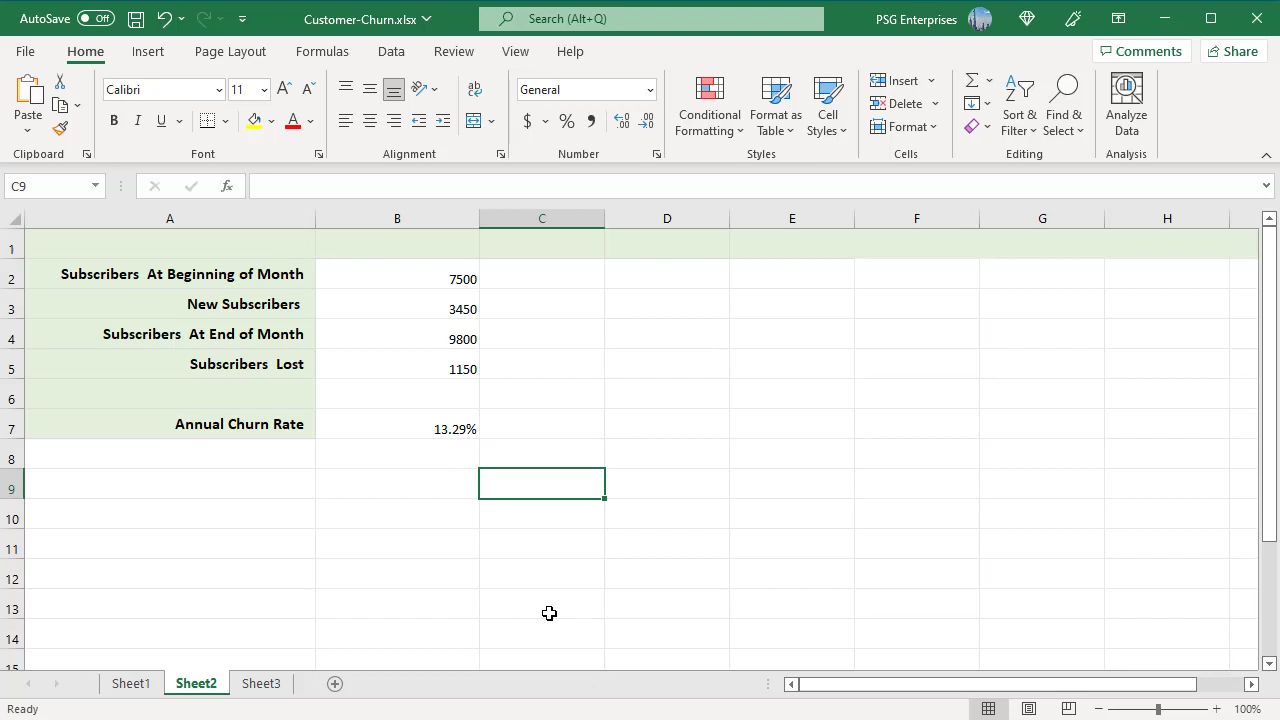 AutoSave Off Customer-Churn.xlsx Search (Alt+Q) PSG Enterprises
File Home Insert Page Layout Formulas Data Review View Help Comments Share
Paste
Clipboard
Calibri 11
B I U A
Font
ab
Alignment
General
$ % 9
Number
Conditional Formatting
Format as Table
Cell Styles
Styles
Insert
Delete
Format
Cells
Sort & Filter
Find & Select
Editing
Analyze Data
Analysis
C9 fx
A B C D E F G H
1
2 Subscribers At Beginning of Month 7500
3 New Subscribers 3450
4 Subscribers At End of Month 9800
5 Subscribers Lost 1150
6
7 Annual Churn Rate 13.29%
8
9
10
11
12
13
14
15
Sheet1 Sheet2 Sheet3
Ready 100%